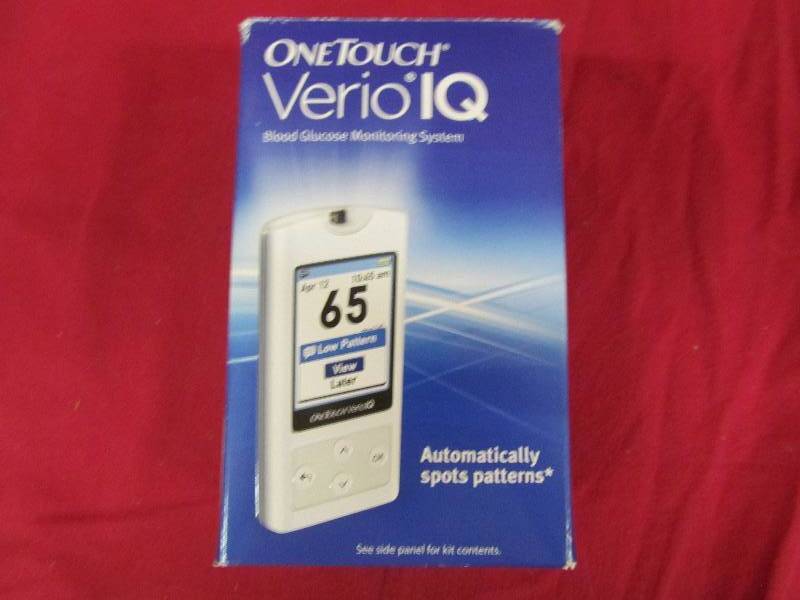 ONETOUCH®
Verio®IQ
Blood Glucose Monitoring System
Apr 12 10:45 am
65
Low Pattern
View
Later
ONETOUCH VerioIQ
OK
Automatically
spots patterns*
See side panel for kit contents.